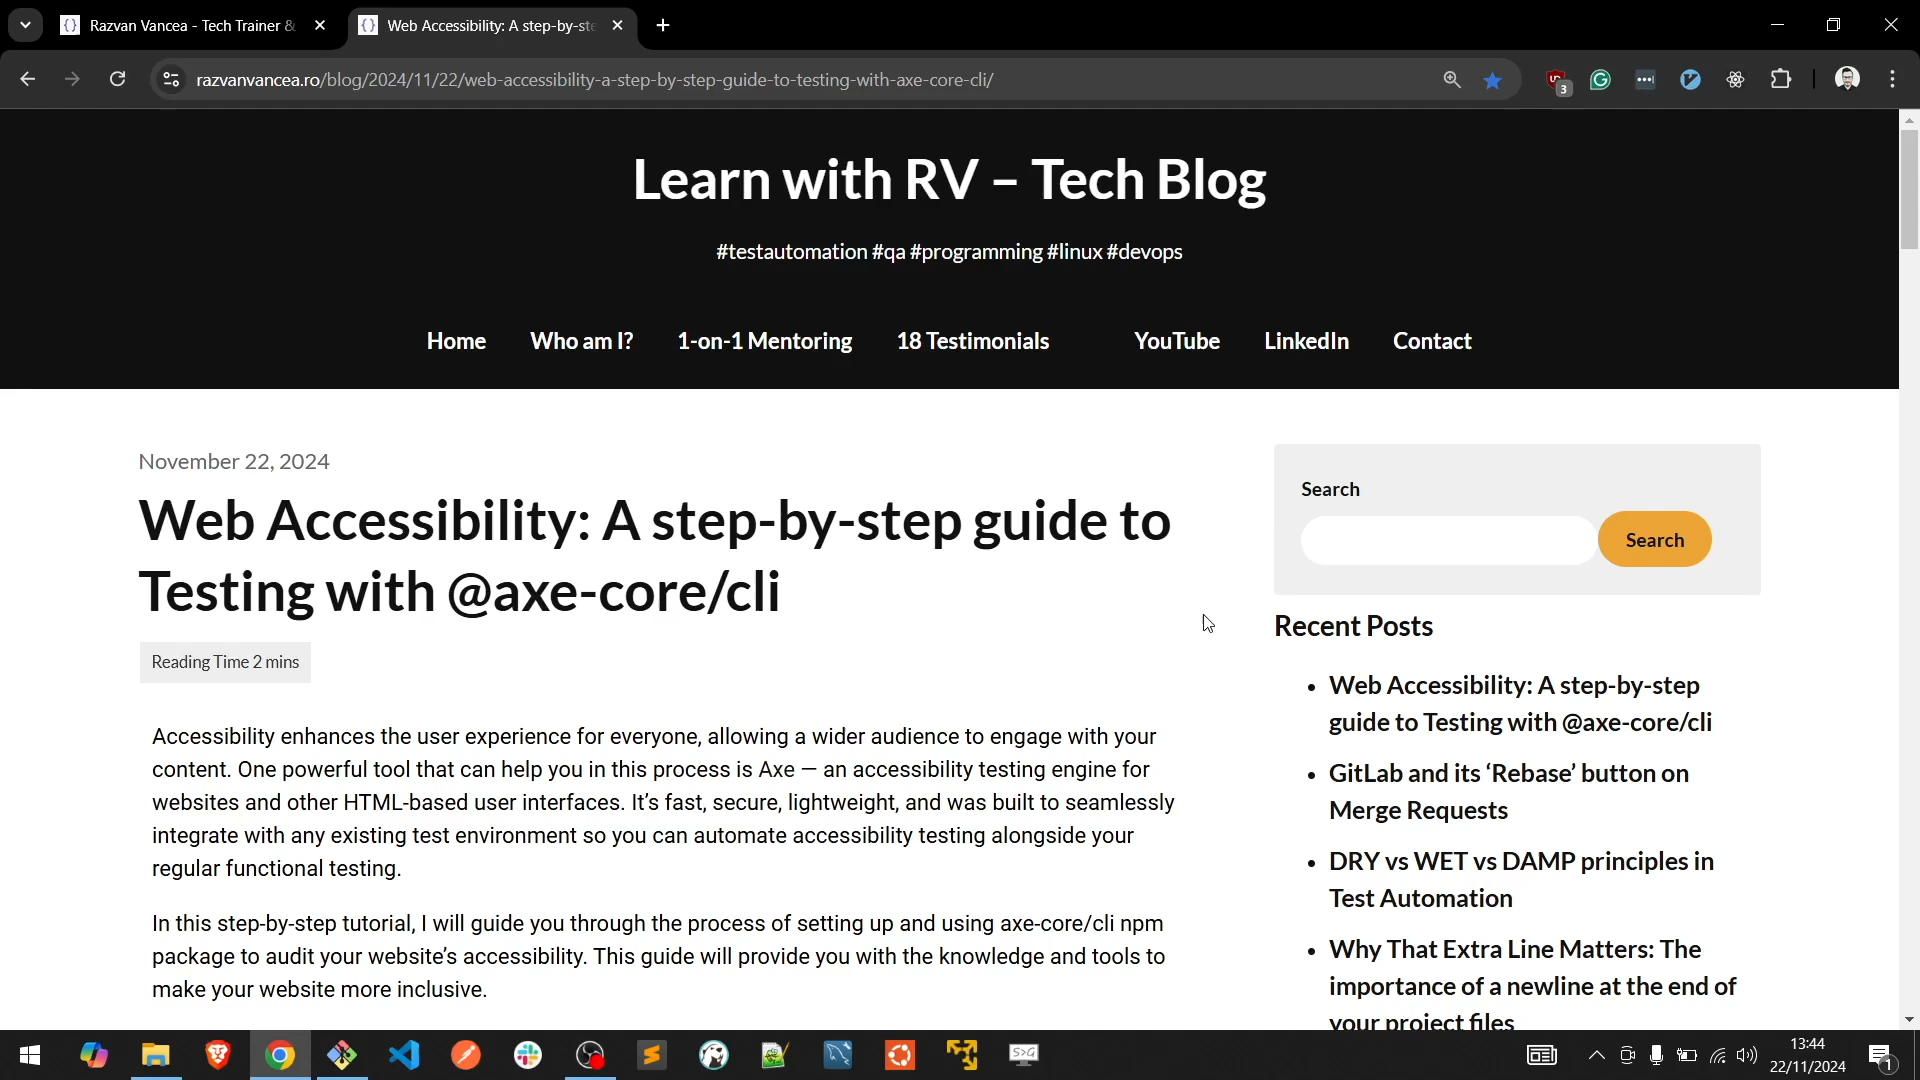 Razvan Vancea - Tech Trainer &
Web Accessibility: A step-by-ste
razvanvancea.ro/blog/2024/11/22/web-accessibility-a-step-by-step-guide-to-testing-with-axe-core-cli/
3
Learn with RV – Tech Blog
#testautomation #qa #programming #linux #devops
Home
Who am I?
1-on-1 Mentoring
18 Testimonials
YouTube
LinkedIn
Contact
November 22, 2024
Web Accessibility: A step-by-step guide to
Testing with @axe-core/cli
Reading Time 2 mins
Accessibility enhances the user experience for everyone, allowing a wider audience to engage with your
content. One powerful tool that can help you in this process is Axe — an accessibility testing engine for
websites and other HTML-based user interfaces. It’s fast, secure, lightweight, and was built to seamlessly
integrate with any existing test environment so you can automate accessibility testing alongside your
regular functional testing.
In this step-by-step tutorial, I will guide you through the process of setting up and using axe-core/cli npm
package to audit your website’s accessibility. This guide will provide you with the knowledge and tools to
make your website more inclusive.
Search
Search
Recent Posts
Web Accessibility: A step-by-step
guide to Testing with @axe-core/cli
GitLab and its ‘Rebase’ button on
Merge Requests
DRY vs WET vs DAMP principles in
Test Automation
Why That Extra Line Matters: The
importance of a newline at the end of
your project files
S>G
13:44
22/11/2024
1